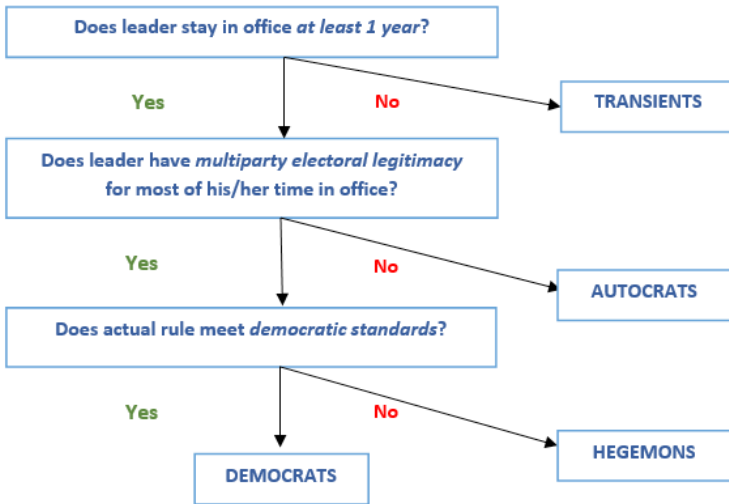 Does leader stay in office at least 1 year?
Yes
No
TRANSIENTS
Does leader have multiparty electoral legitimacy
for most of his/her time in office?
Yes
No
AUTOCRATS
Does actual rule meet democratic standards?
Yes
No
HEGEMONS
DEMOCRATS